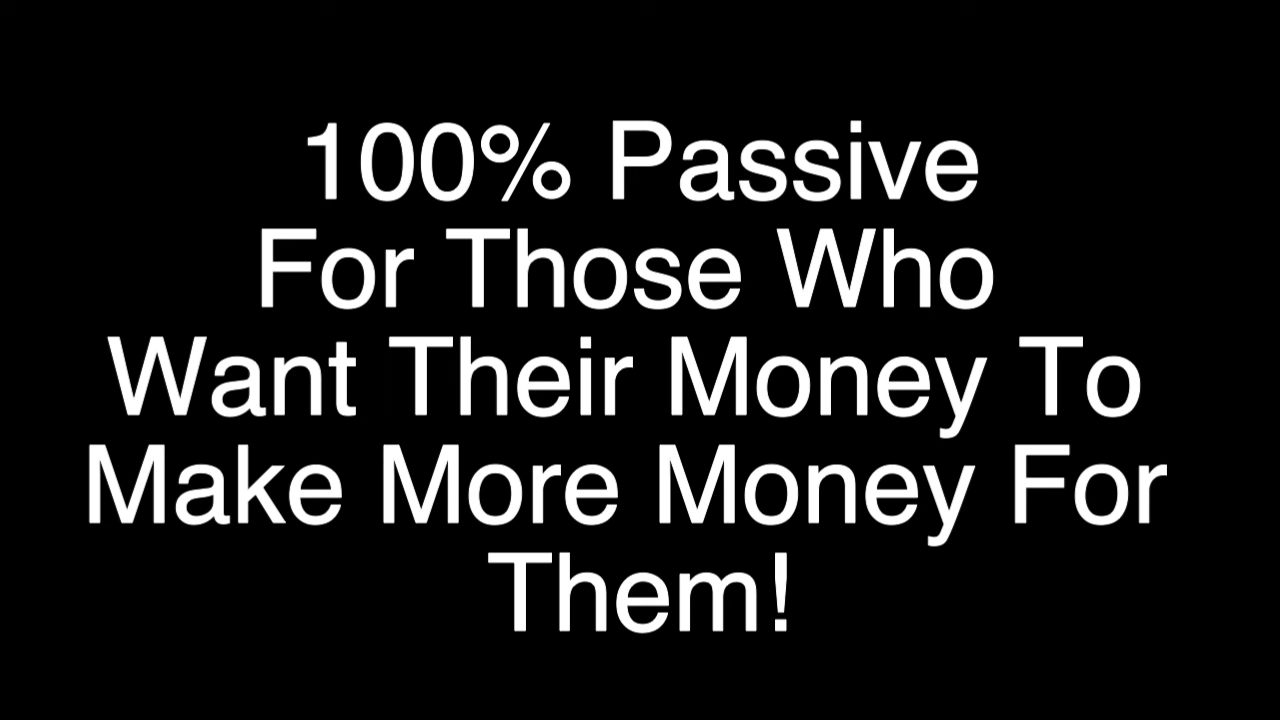 100% Passive
For Those Who
Want Their Money To
Make More Money For
Them!